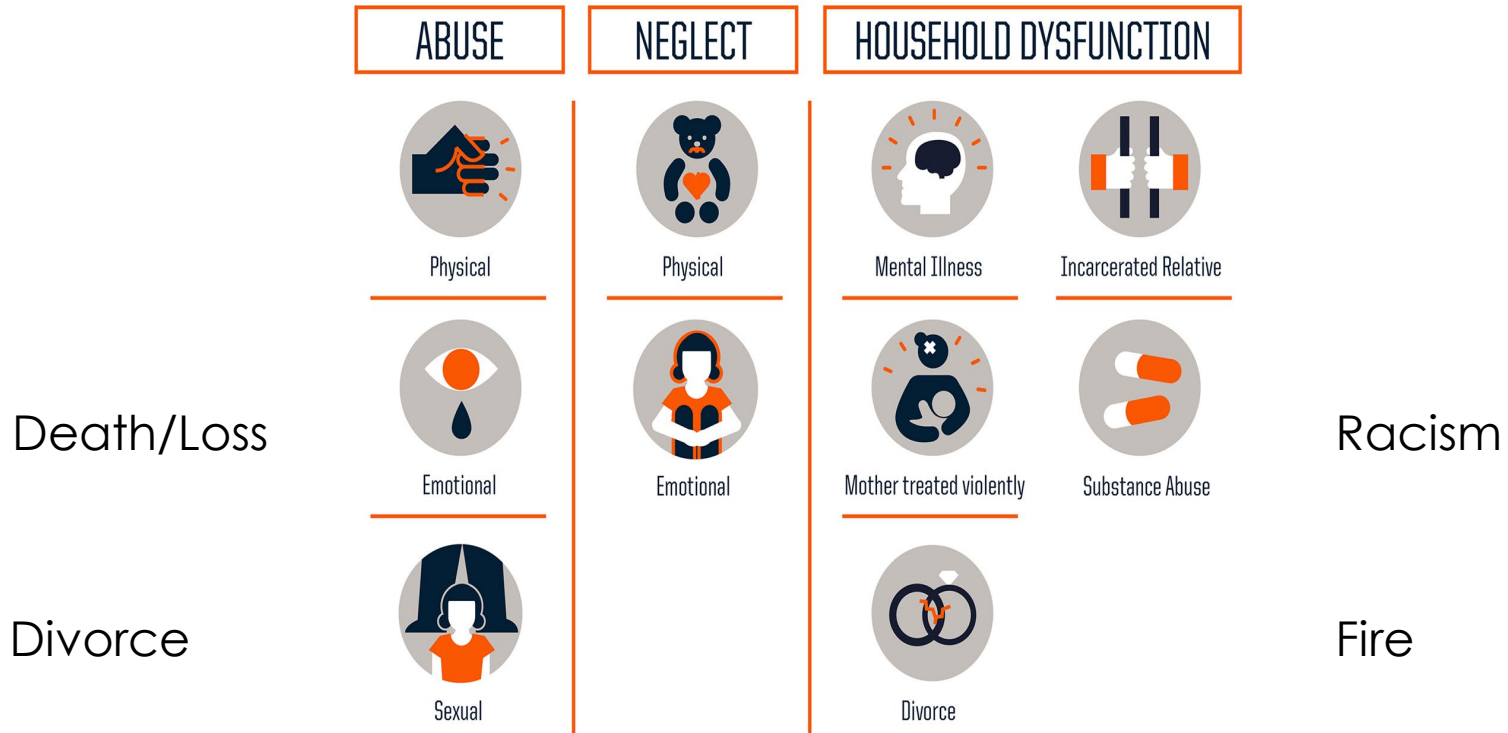 ABUSE
NEGLECT
HOUSEHOLD DYSFUNCTION
Physical
Physical
Mental Illness
Incarcerated Relative
Death/Loss
Racism
Emotional
Emotional
Mother treated violently
Substance Abuse
Divorce
Fire
Sexual
Divorce